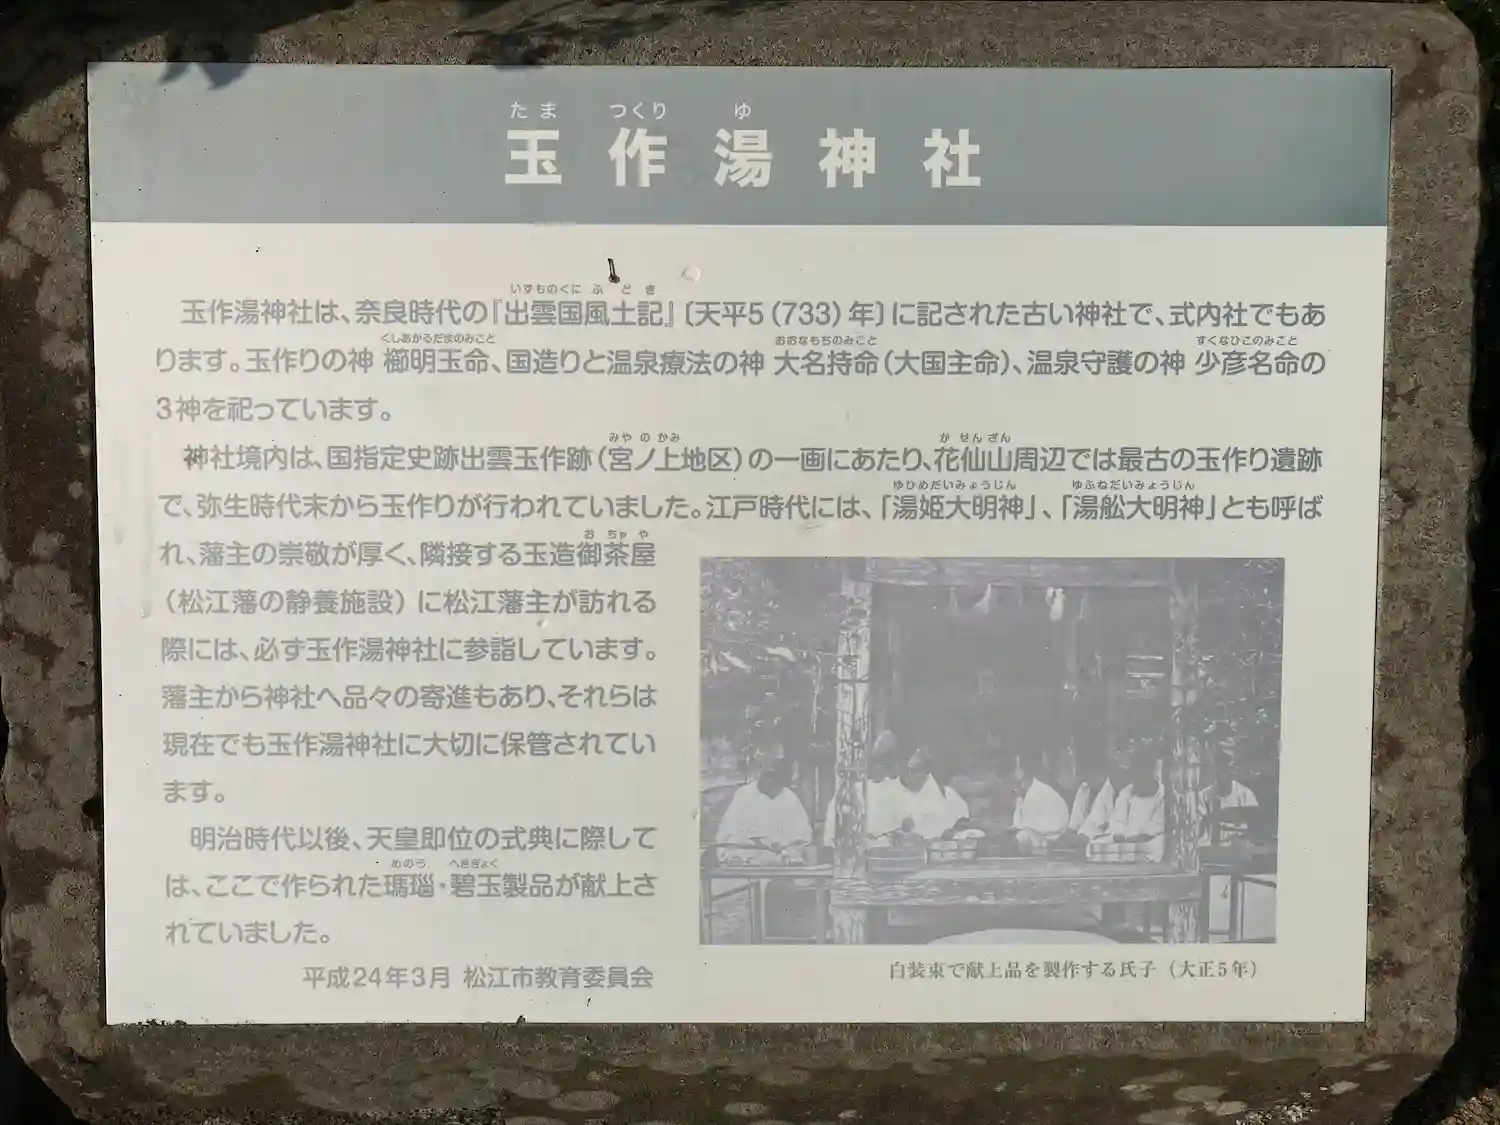 たま つくり ゆ
玉作湯神社
いずものくに ふ ど き
玉作湯神社は、奈良時代の『出雲国風土記』〔天平5（733）年〕に記された古い神社で、式内社でもあ
くしあかるだまのみこと おおなもちのみこと すくなひこのみこと
ります。玉作りの神 櫛明玉命、国造りと温泉療法の神 大名持命（大国主命）、温泉守護の神 少彦名命の
3神を祀っています。
みや の かみ か せん ざん
神社境内は、国指定史跡出雲玉作跡（宮ノ上地区）の一画にあたり、花仙山周辺では最古の玉作り遺跡
ゆひめだいみょうじん ゆふねだいみょうじん
で、弥生時代末から玉作りが行われていました。江戸時代には、「湯姫大明神」、「湯舩大明神」とも呼ば
お ちゃ や
れ、藩主の崇敬が厚く、隣接する玉造御茶屋
（松江藩の静養施設）に松江藩主が訪れる
際には、必ず玉作湯神社に参詣しています。
藩主から神社へ品々の寄進もあり、それらは
現在でも玉作湯神社に大切に保管されてい
ます。
明治時代以後、天皇即位の式典に際して
めのう へきぎょく
は、ここで作られた瑪瑙・碧玉製品が献上さ
れていました。
平成24年3月 松江市教育委員会
白装束で献上品を製作する氏子（大正5年）